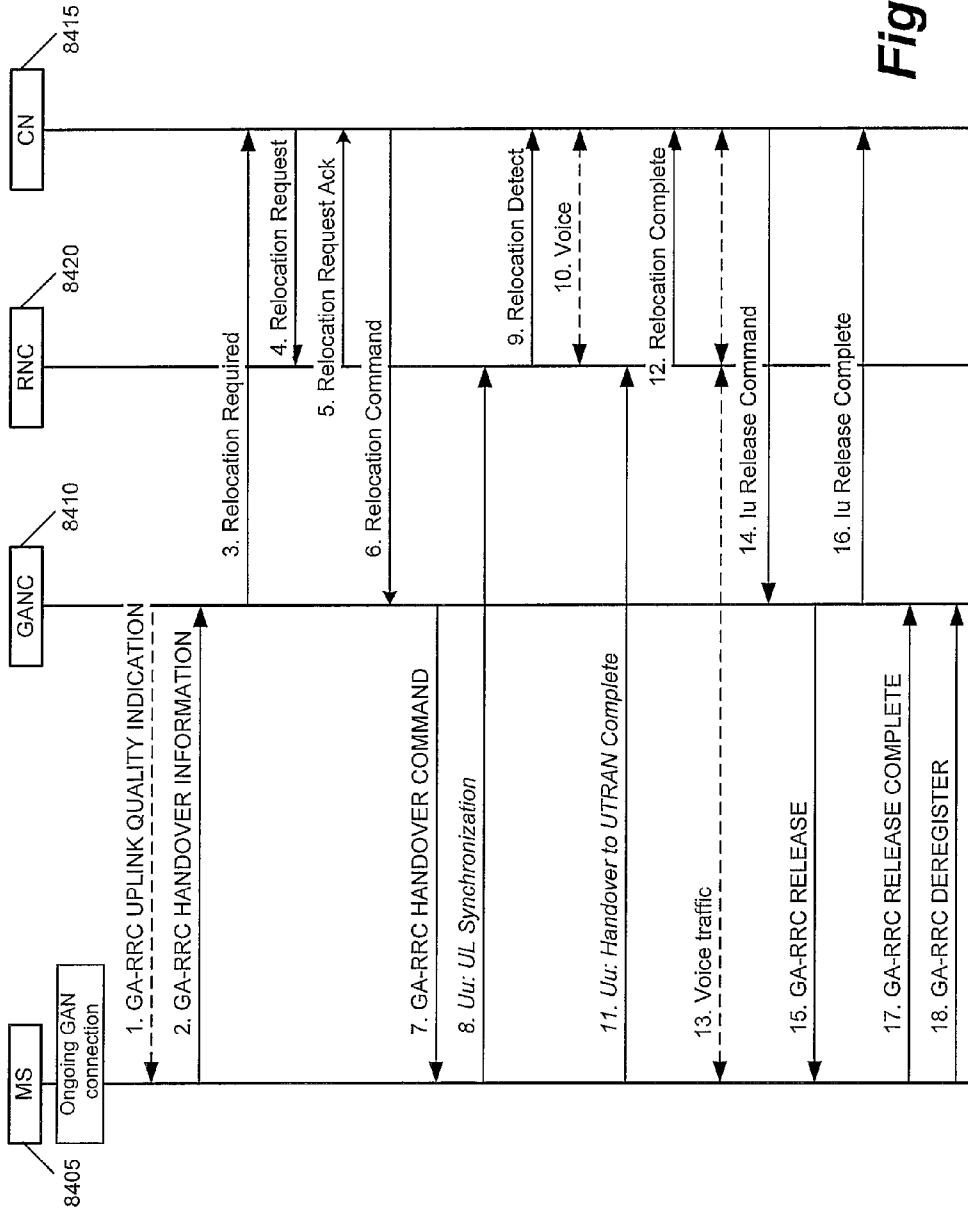 MS
8405
Ongoing GAN
connection
GANC
8410
RNC
8420
CN
8415
1. GA-RRC UPLINK QUALITY INDICATION
2. GA-RRC HANDOVER INFORMATION
3. Relocation Required
4. Relocation Request
5. Relocation Request Ack
6. Relocation Command
7. GA-RRC HANDOVER COMMAND
8. Uu: UL Synchronization
9. Relocation Detect
10. Voice
11. Uu: Handover to UTRAN Complete
12. Relocation Complete
13. Voice traffic
14. Iu Release Command
15. GA-RRC RELEASE
16. Iu Release Complete
17. GA-RRC RELEASE COMPLETE
18. GA-RRC DEREGISTER
Fig